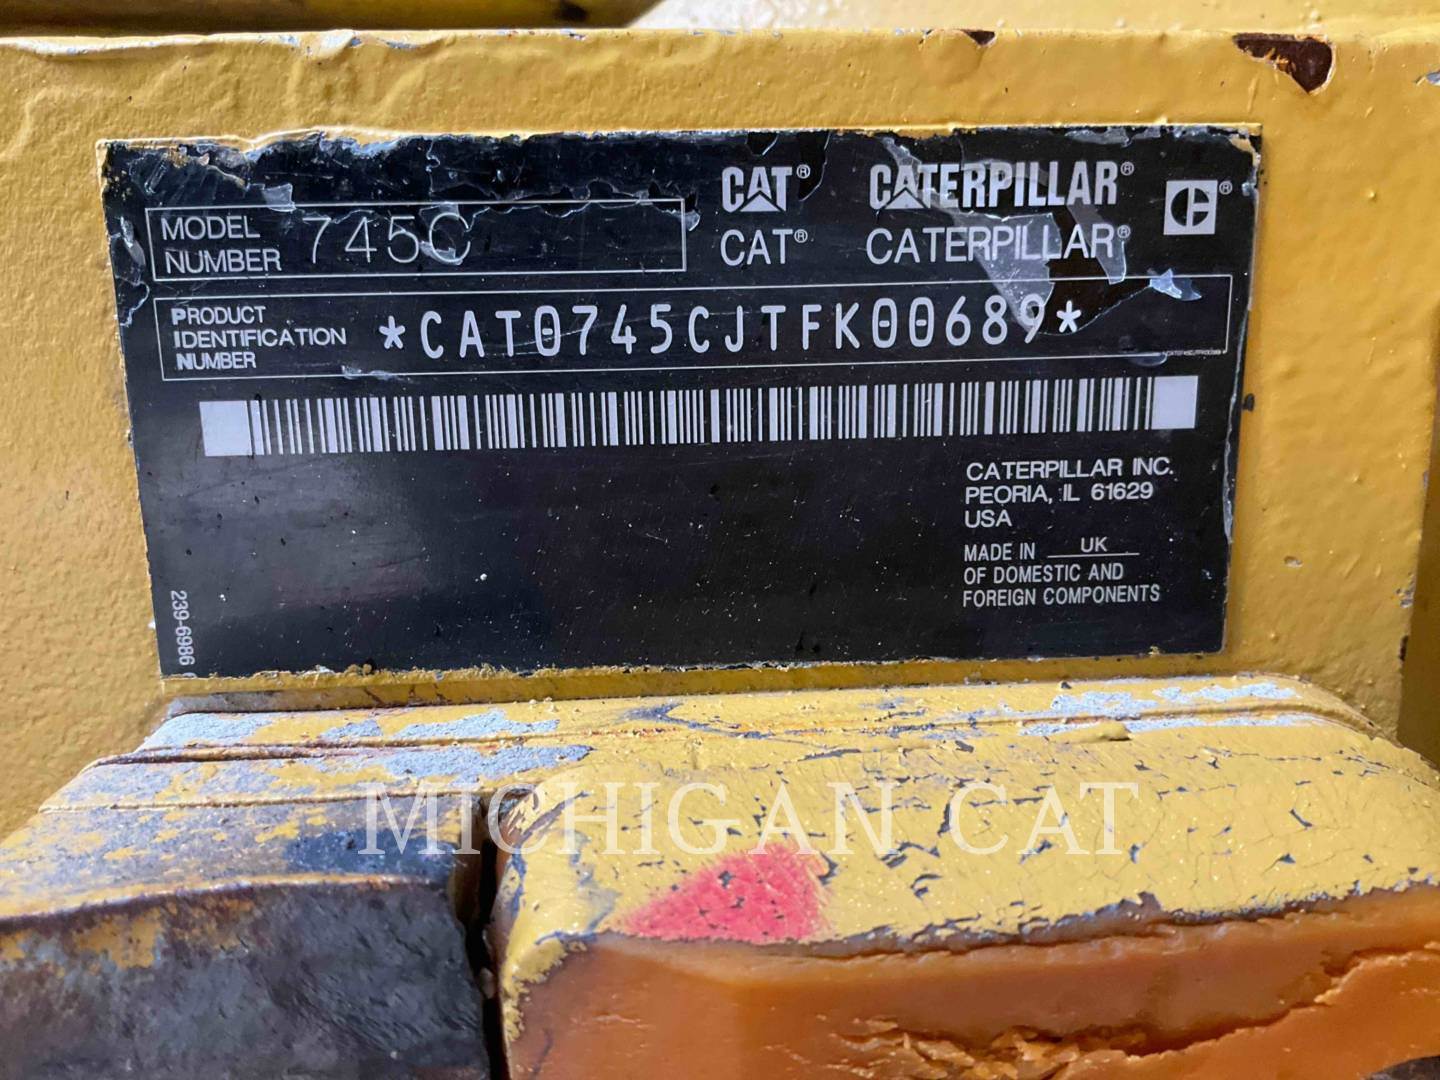 MODEL
NUMBER 745C
CAT® CATERPILLAR®
CAT® CATERPILLAR® ®
PRODUCT
IDENTIFICATION
NUMBER
*CAT0745CJTFK00689*
CATERPILLAR INC.
PEORIA, IL 61629
USA
MADE IN UK
OF DOMESTIC AND
FOREIGN COMPONENTS
239-6986
MICHIGAN CAT